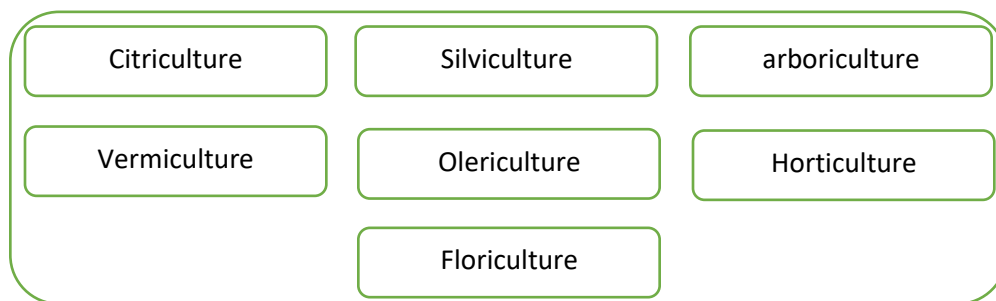 Citriculture
Silviculture
arboriculture
Vermiculture
Olericulture
Horticulture
Floriculture